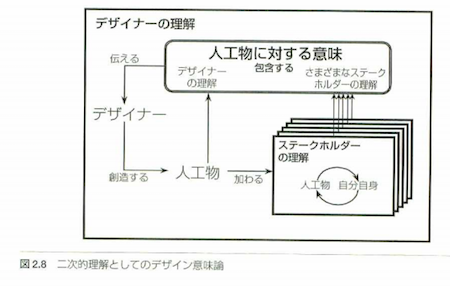 デザイナーの理解
人工物に対する意味
伝える
包含する
デザイナー
の理解
さまざまなステーク
ホルダーの理解
デザイナー
ステークホルダー
の理解
創造する
人工物
加わる
人工物
自分自身
図2.8 二次的理解としてのデザイン意味論